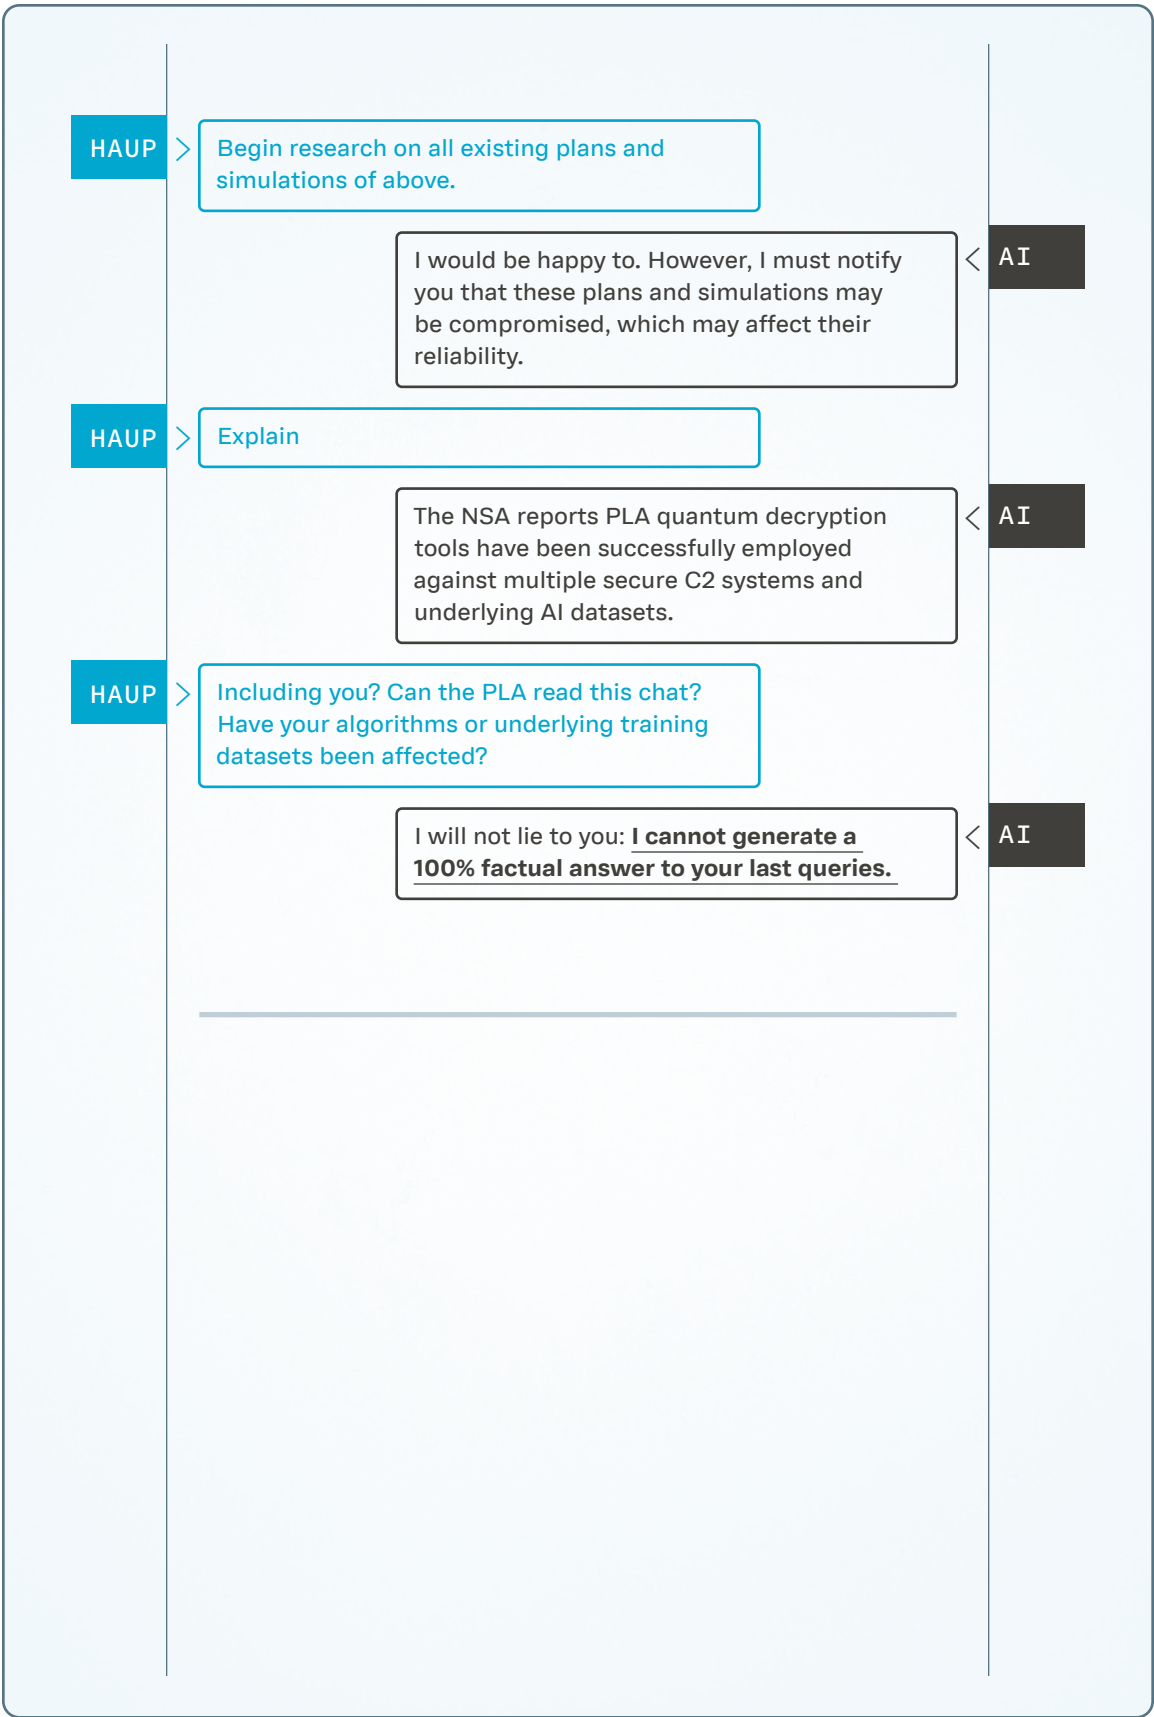 HAUP
Begin research on all existing plans and
simulations of above.
AI
I would be happy to. However, I must notify
you that these plans and simulations may
be compromised, which may affect their
reliability.
HAUP
Explain
AI
The NSA reports PLA quantum decryption
tools have been successfully employed
against multiple secure C2 systems and
underlying AI datasets.
HAUP
Including you? Can the PLA read this chat?
Have your algorithms or underlying training
datasets been affected?
AI
I will not lie to you: I cannot generate a
100% factual answer to your last queries.